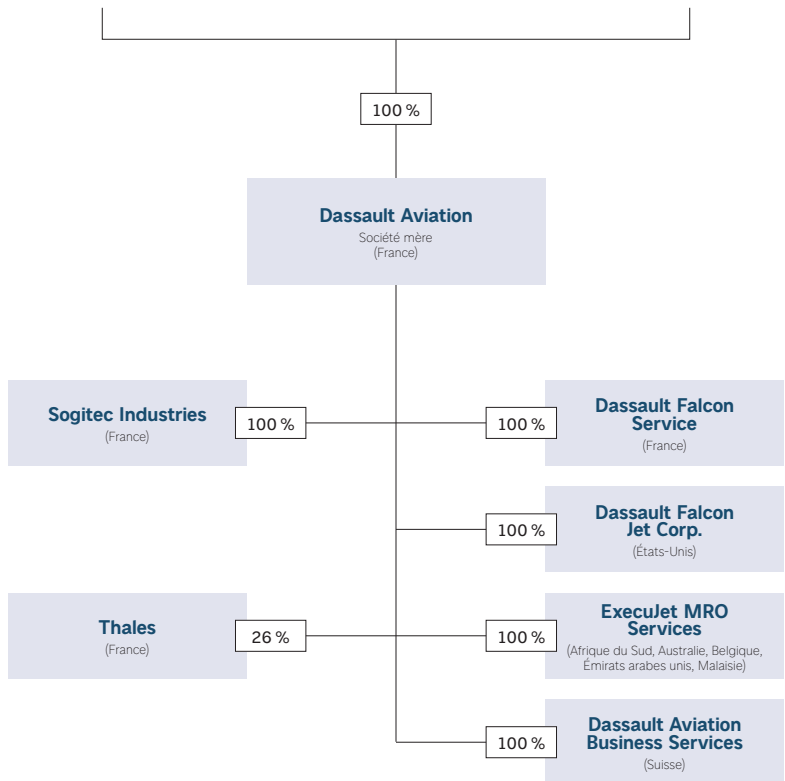 100 %
Dassault Aviation
Société mère
(France)
Sogitec Industries
(France)
100 %
100 %
Dassault Falcon
Service
(France)
100 %
Dassault Falcon
Jet Corp.
(États-Unis)
Thales
(France)
26 %
100 %
ExecuJet MRO
Services
(Afrique du Sud, Australie, Belgique,
Émirats arabes unis, Malaisie)
100 %
Dassault Aviation
Business Services
(Suisse)